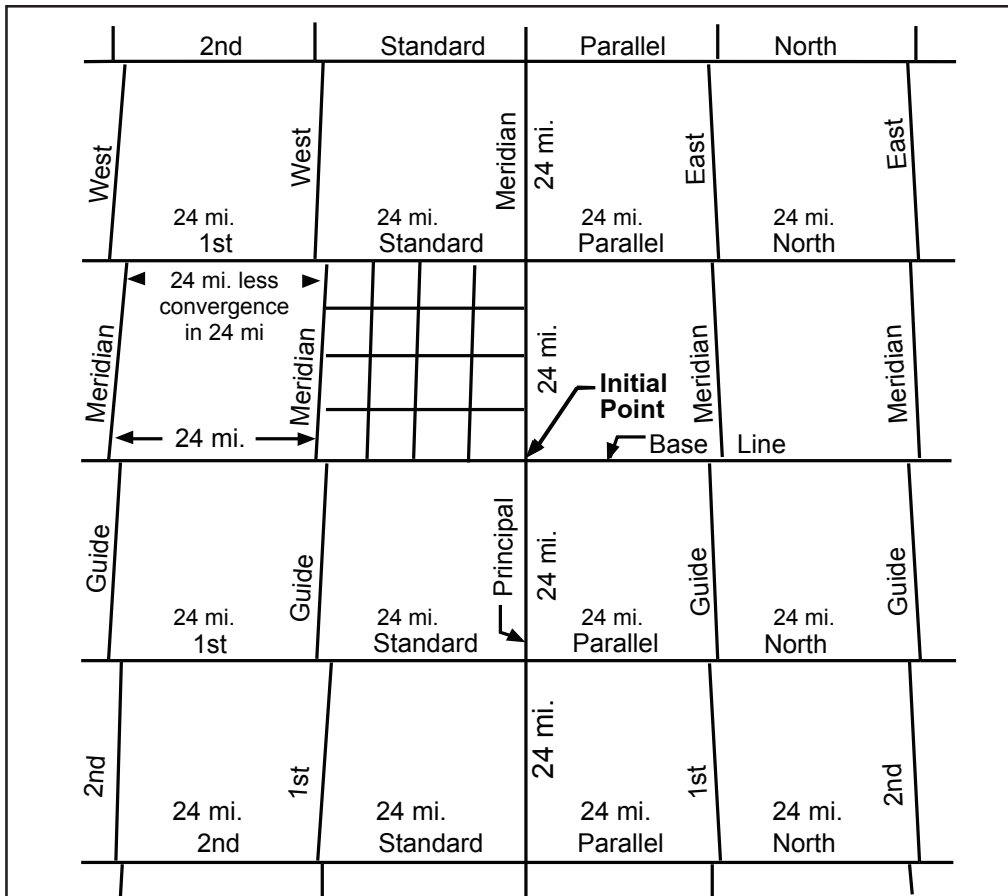 2nd Standard Parallel North
West West Meridian 24 mi. East East
24 mi. 24 mi. 24 mi. 24 mi.
1st Standard Parallel North
24 mi. less
convergence
in 24 mi
Meridian Meridian 24 mi. Meridian Meridian
Initial
Point
24 mi.
Base Line
Guide Guide Principal 24 mi. Guide Guide
24 mi. 24 mi. 24 mi. 24 mi.
1st Standard Parallel North
2nd 1st 24 mi. 1st 2nd
24 mi. 24 mi. 24 mi. 24 mi.
2nd Standard Parallel North